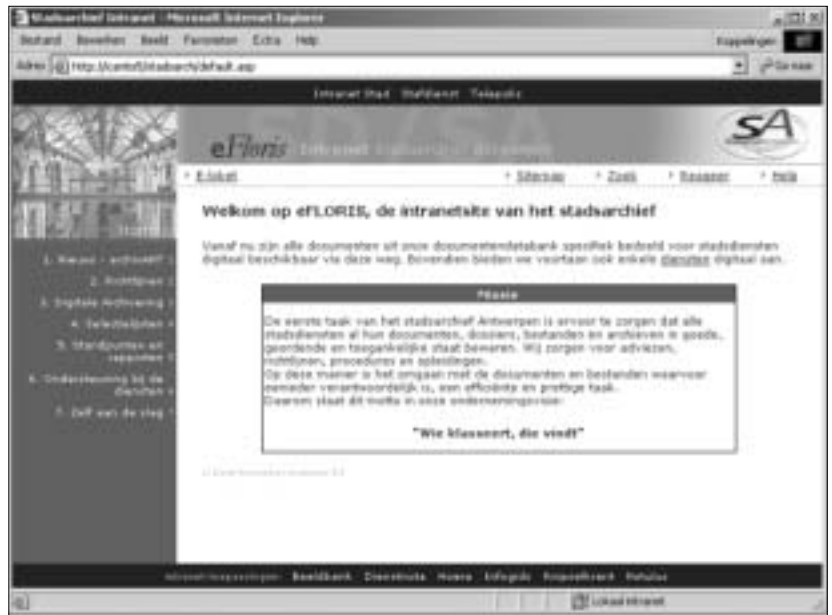 Stadsarchief Intranet - Microsoft Internet Explorer
Bestand Bewerken Beeld Favorieten Extra Help
Koppelingen
Adres
Ga naar
Intranet Stad Stafdienst Telepolis
SD/SA
eFloris Intranet
SA
E-loket
Sitemap Zoek Reageer Help
Welkom op eFLORIS, de intranetsite van het stadsarchief
Vanaf nu zijn alle documenten uit onze documentendatabank specifiek bedoeld voor stadsdiensten
digitaal beschikbaar via deze weg. Bovendien bieden we voortaan ook enkele diensten digitaal aan.
1. Nieuws - archiefAT
2. Richtlijnen
3. Digitale Archivering
4. Selectielijsten
5. Standpunten en
rapporten
6. Ondersteuning bij de
diensten
7. Zelf aan de slag
Missie
De eerste taak van het stadsarchief Antwerpen is ervoor te zorgen dat alle
stadsdiensten al hun documenten, dossiers, bestanden en archieven in goede,
geordende en toegankelijke staat bewaren. Wij zorgen voor adviezen,
richtlijnen, procedures en opleidingen.
Op deze manier is het omgaan met de documenten en bestanden waarvoor
eenieder verantwoordelijk is, een efficiënte en prettige taak.
Daarom staat dit motto in onze ondernemingsvisie:
"Wie klasseert, die vindt"
Beeldbank Dienstnota Hoera Infogids Knipselkrant Rotulus
Lokaal intranet